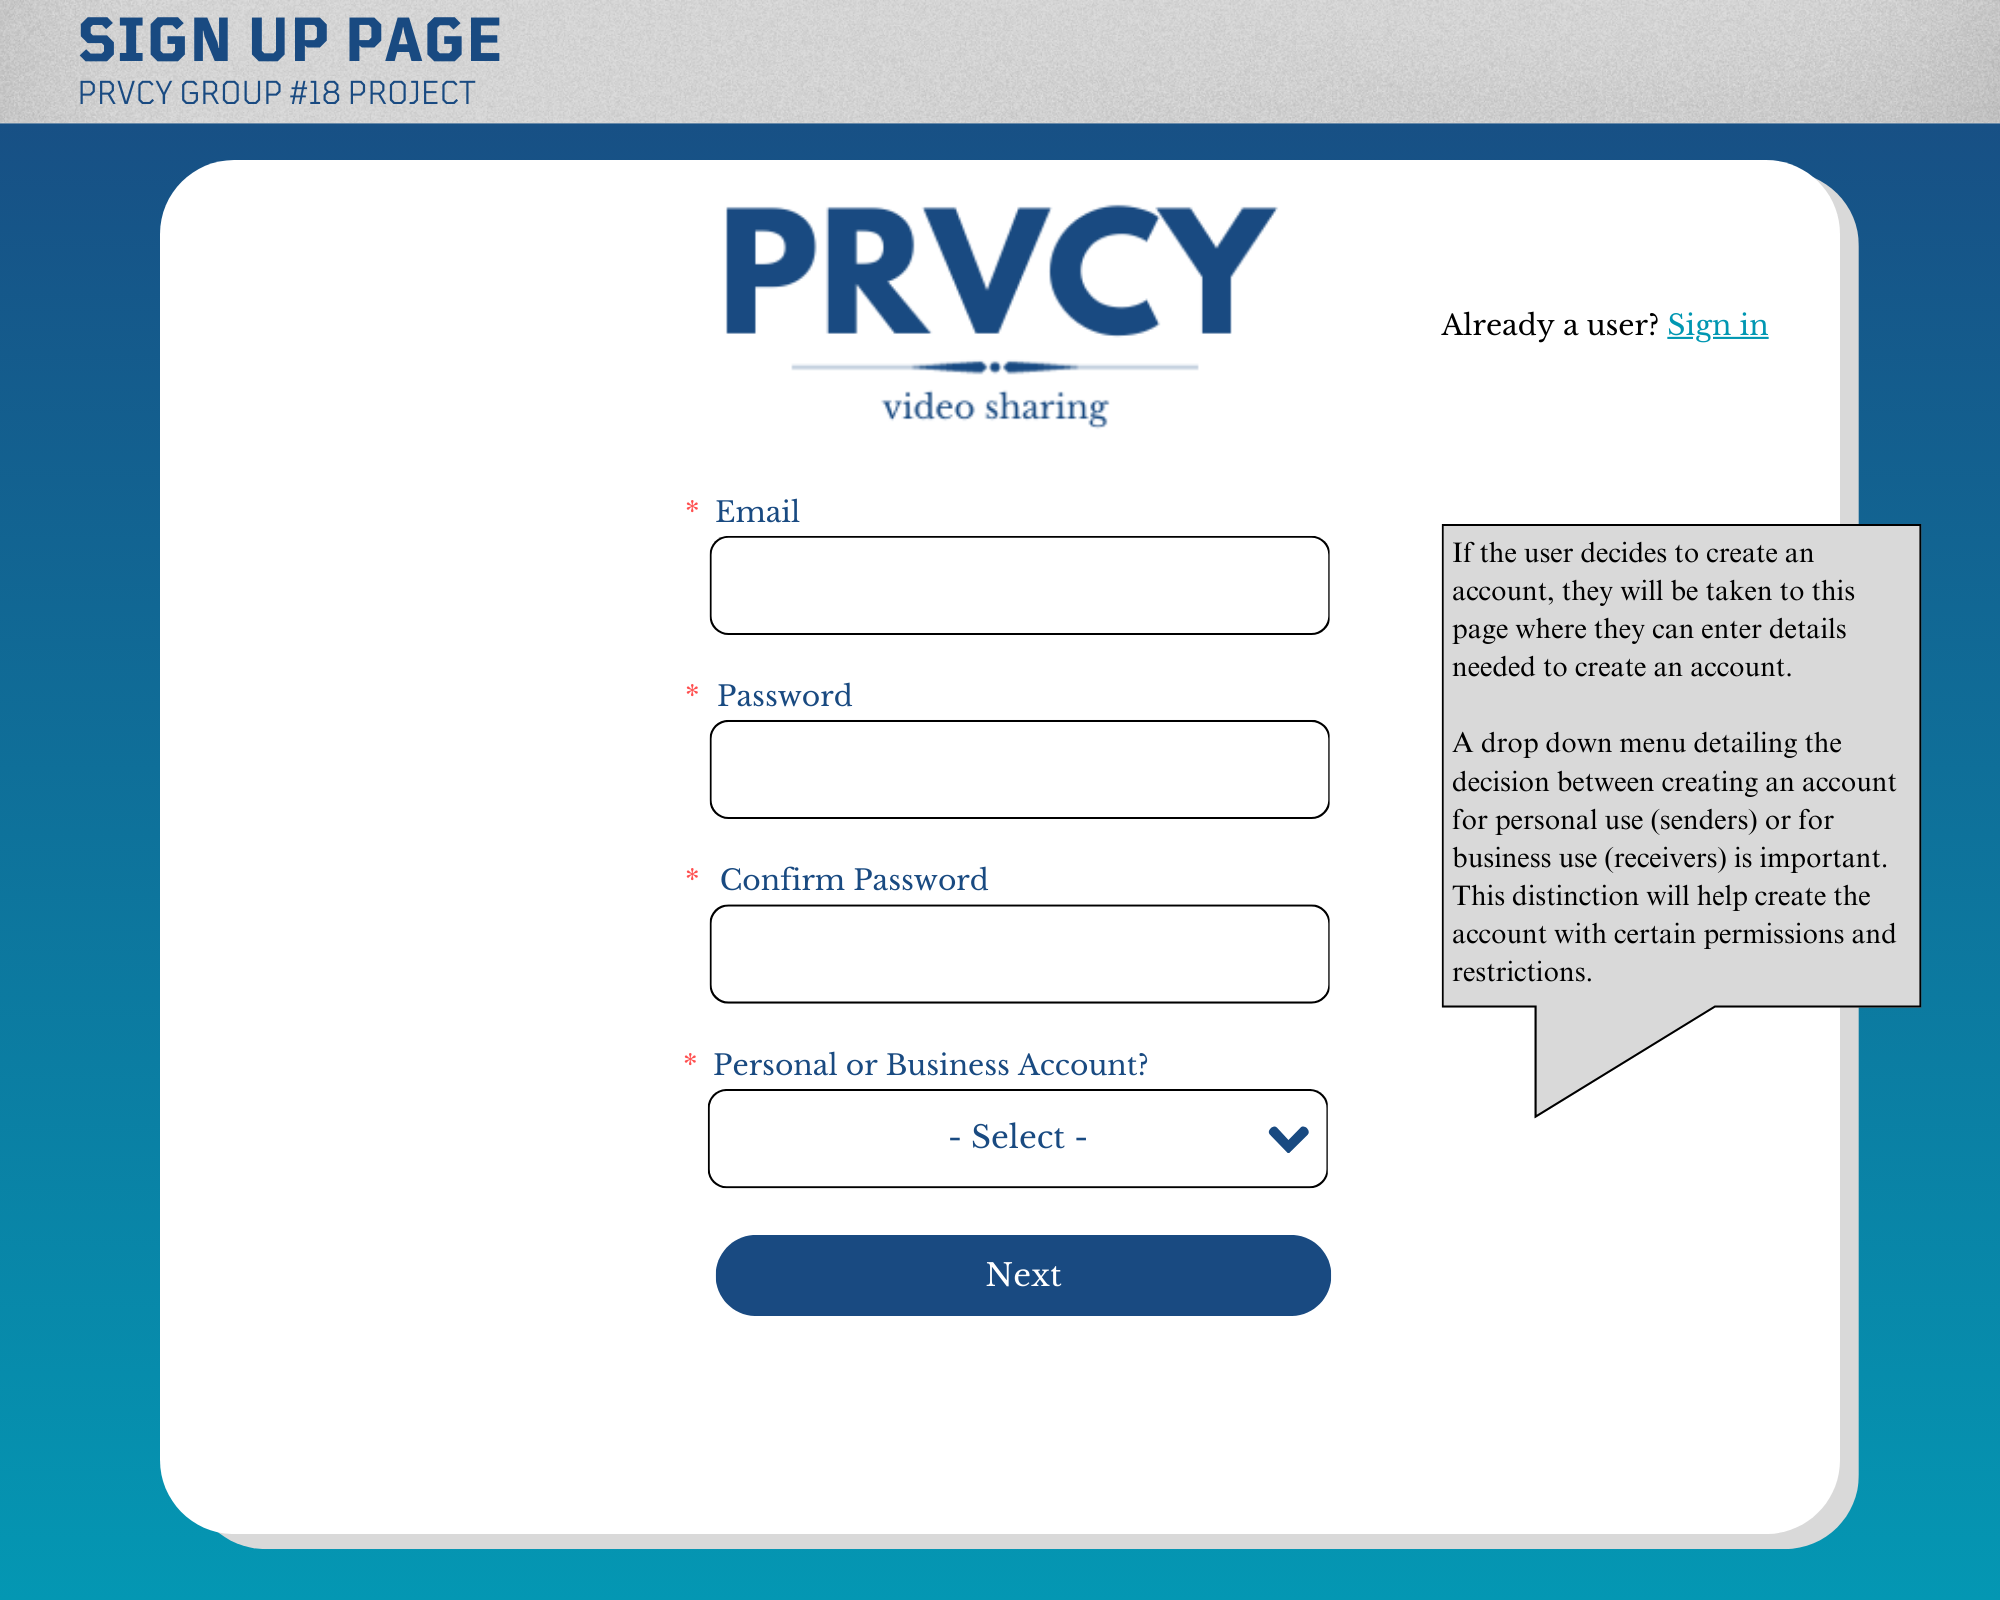 SIGN UP PAGE
PRVCY GROUP #18 PROJECT
PRVCY
video sharing
Already a user? Sign in
* Email
* Password
* Confirm Password
* Personal or Business Account?
- Select -
Next
If the user decides to create an
account, they will be taken to this
page where they can enter details
needed to create an account.
A drop down menu detailing the
decision between creating an account
for personal use (senders) or for
business use (receivers) is important.
This distinction will help create the
account with certain permissions and
restrictions.